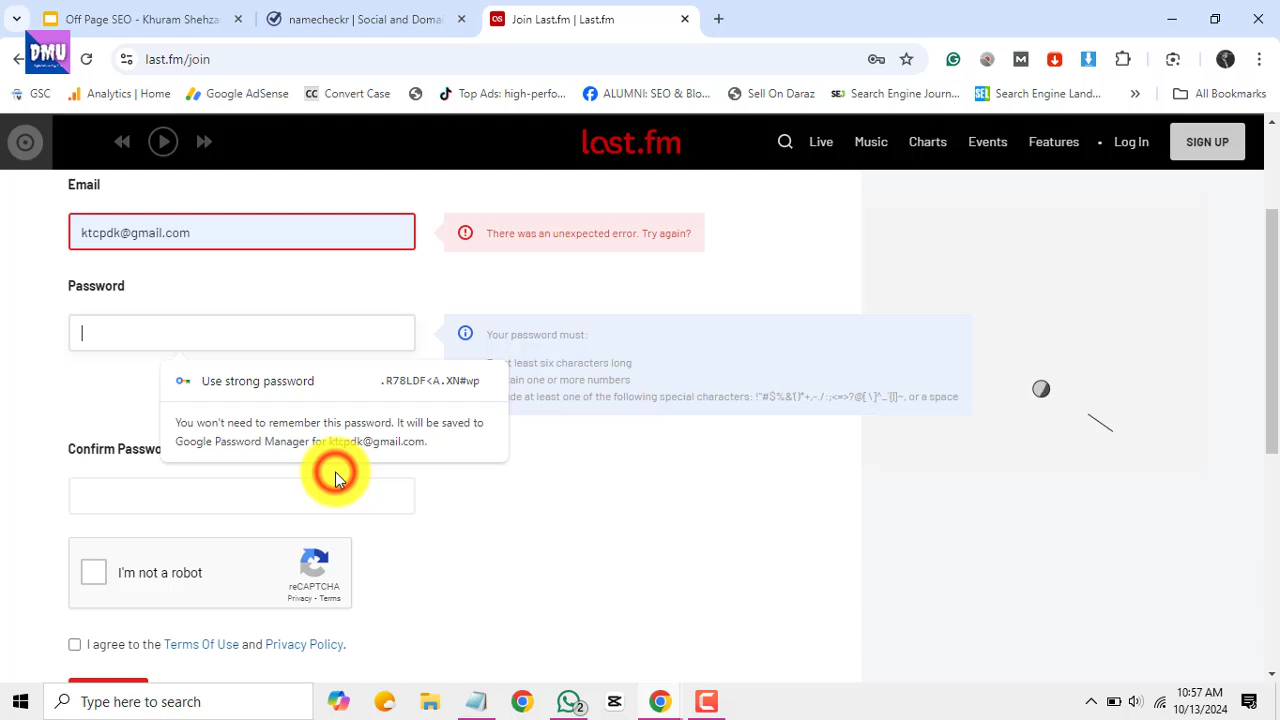 Off Page SEO - Khuram Shehza
namecheckr | Social and Doma
Join Last.fm | Last.fm
DMU
last.fm/join
GSC
Analytics | Home
Google AdSense
CC Convert Case
Top Ads: high-perfo...
ALUMNI: SEO & Blo...
Sell On Daraz
SEJ Search Engine Journ...
SEL Search Engine Land...
All Bookmarks
last.fm
Live
Music
Charts
Events
Features
Log In
SIGN UP
Email
ktcpdk@gmail.com
There was an unexpected error. Try again?
Password
Your password must:
least six characters long
one or more numbers
at least one of the following special characters: !"#$%&'()*+,-./:;<=>?@[\]^_`{|}~, or a space
Use strong password .R78LDF<A.XN#wp
You won't need to remember this password. It will be saved to
Google Password Manager for ktcpdk@gmail.com.
Confirm Passwo
I'm not a robot
reCAPTCHA
Privacy - Terms
I agree to the Terms Of Use and Privacy Policy.
Type here to search
2
10:57 AM
10/13/2024